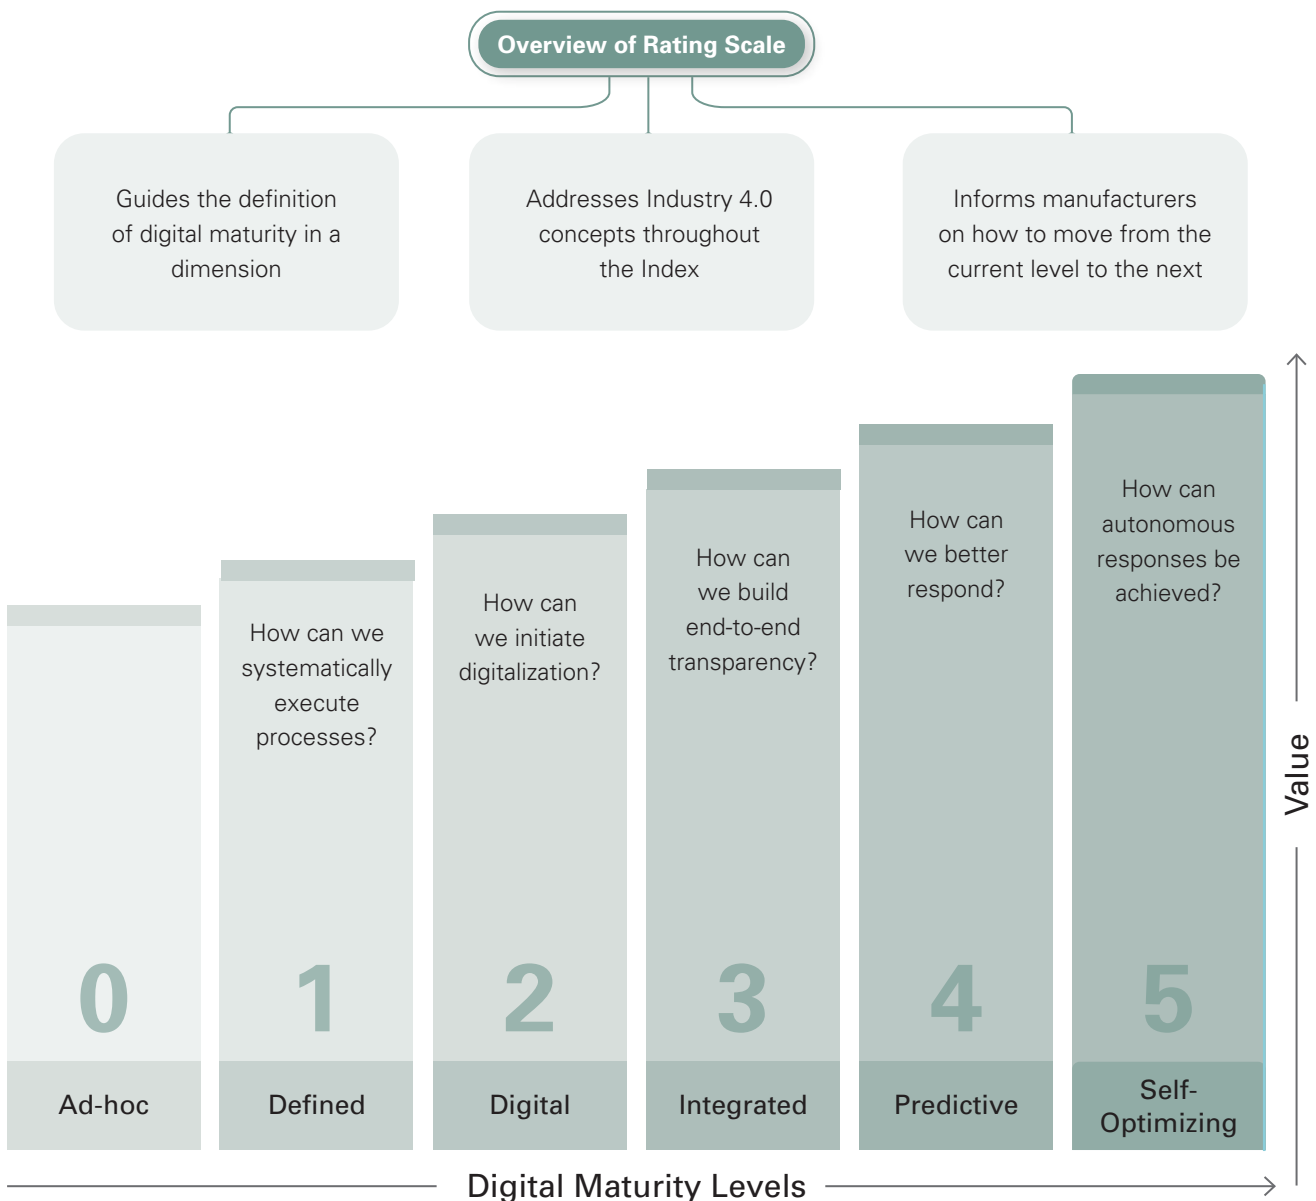 Overview of Rating Scale
Guides the definition
of digital maturity in a
dimension
Addresses Industry 4.0
concepts throughout
the Index
Informs manufacturers
on how to move from the
current level to the next
How can we
systematically
execute
processes?
How can
we initiate
digitalization?
How can
we build
end-to-end
transparency?
How can
we better
respond?
How can
autonomous
responses be
achieved?
Value
0
1
2
3
4
5
Ad-hoc
Defined
Digital
Integrated
Predictive
Self-
Optimizing
Digital Maturity Levels